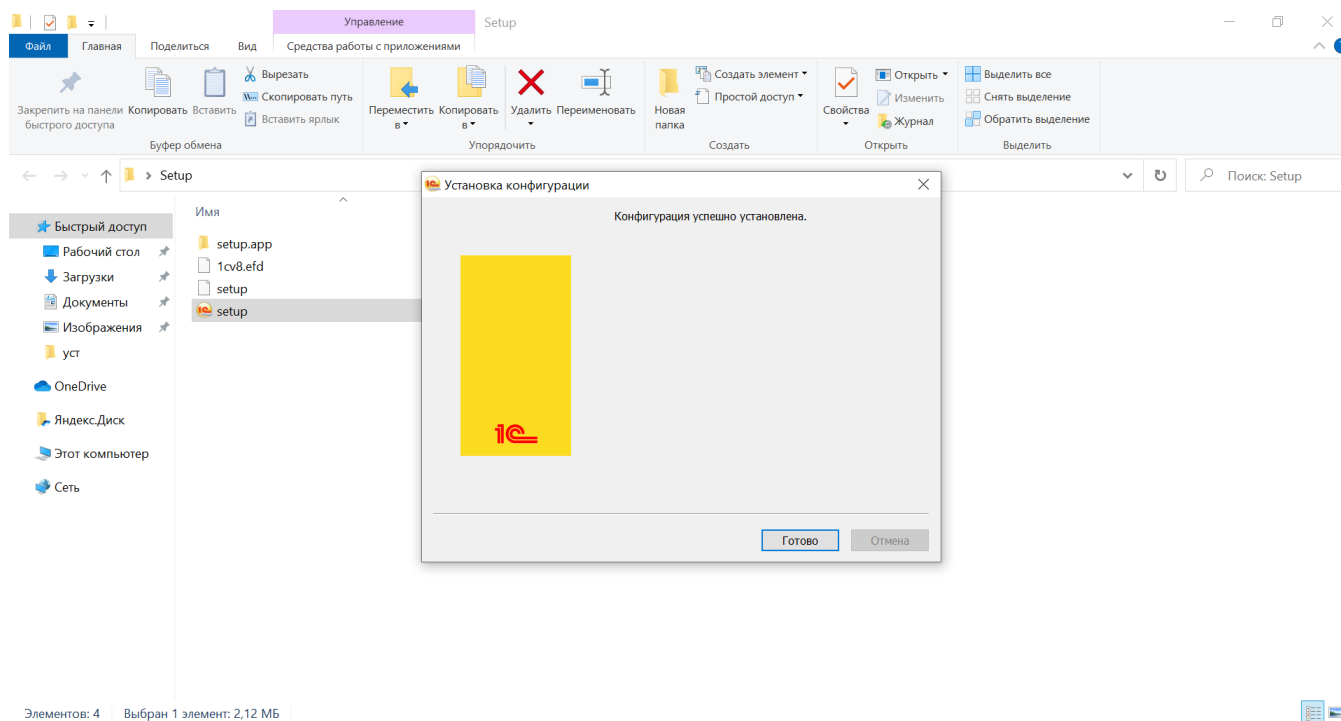 Управление
Setup
Файл
Главная
Поделиться
Вид
Средства работы с приложениями
Закрепить на панели быстрого доступа
Копировать
Вставить
Вырезать
Скопировать путь
Вставить ярлык
Переместить в
Копировать в
Удалить
Переименовать
Новая папка
Создать элемент
Простой доступ
Свойства
Открыть
Изменить
Журнал
Выделить все
Снять выделение
Обратить выделение
Буфер обмена
Упорядочить
Создать
Открыть
Выделить
Setup
Поиск: Setup
Быстрый доступ
Рабочий стол
Загрузки
Документы
Изображения
уст
OneDrive
Яндекс.Диск
Этот компьютер
Сеть
Имя
setup.app
1cv8.efd
setup
setup
Установка конфигурации
Конфигурация успешно установлена.
1С
Готово
Отмена
Элементов: 4
Выбран 1 элемент: 2,12 МБ